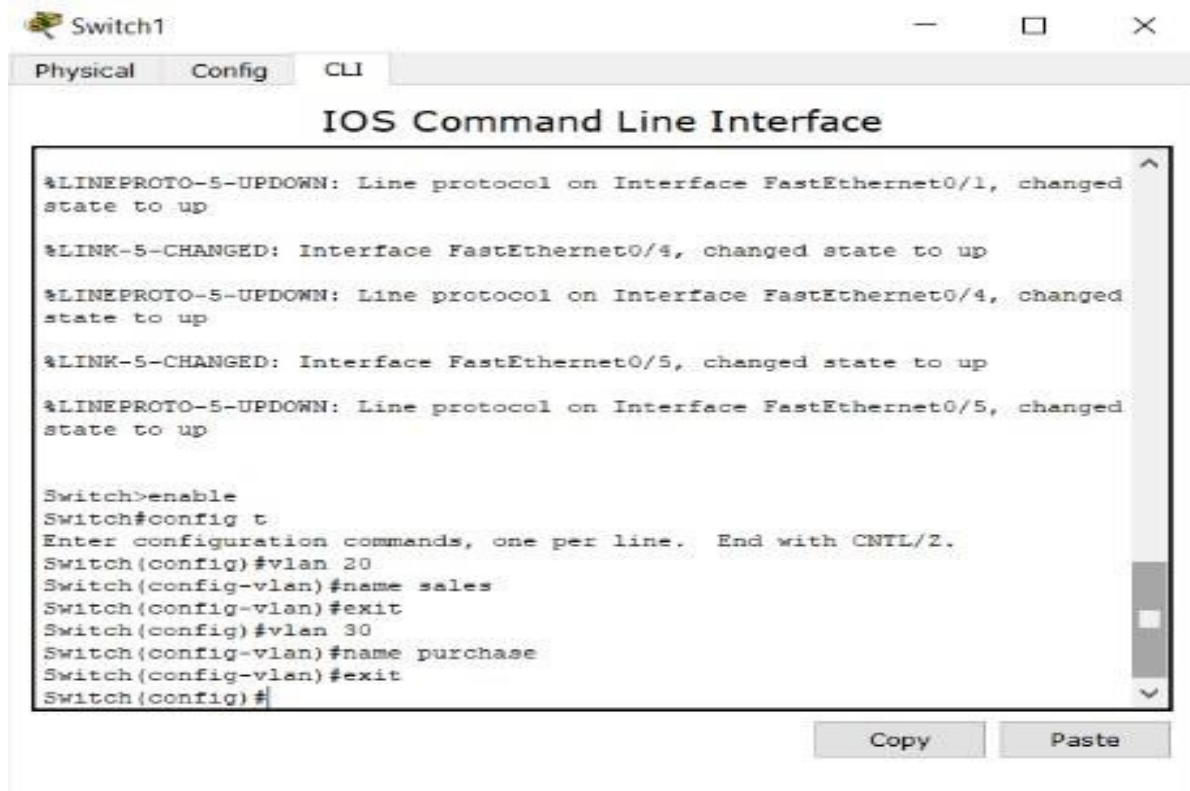 Switch1
Physical Config CLI
IOS Command Line Interface
%LINEPROTO-5-UPDOWN: Line protocol on Interface FastEthernet0/1, changed
state to up
%LINK-5-CHANGED: Interface FastEthernet0/4, changed state to up
%LINEPROTO-5-UPDOWN: Line protocol on Interface FastEthernet0/4, changed
state to up
%LINK-5-CHANGED: Interface FastEthernet0/5, changed state to up
%LINEPROTO-5-UPDOWN: Line protocol on Interface FastEthernet0/5, changed
state to up
Switch>enable
Switch#config t
Enter configuration commands, one per line.  End with CNTL/Z.
Switch(config)#vlan 20
Switch(config-vlan)#name sales
Switch(config-vlan)#exit
Switch(config)#vlan 30
Switch(config-vlan)#name purchase
Switch(config-vlan)#exit
Switch(config)#
Copy Paste